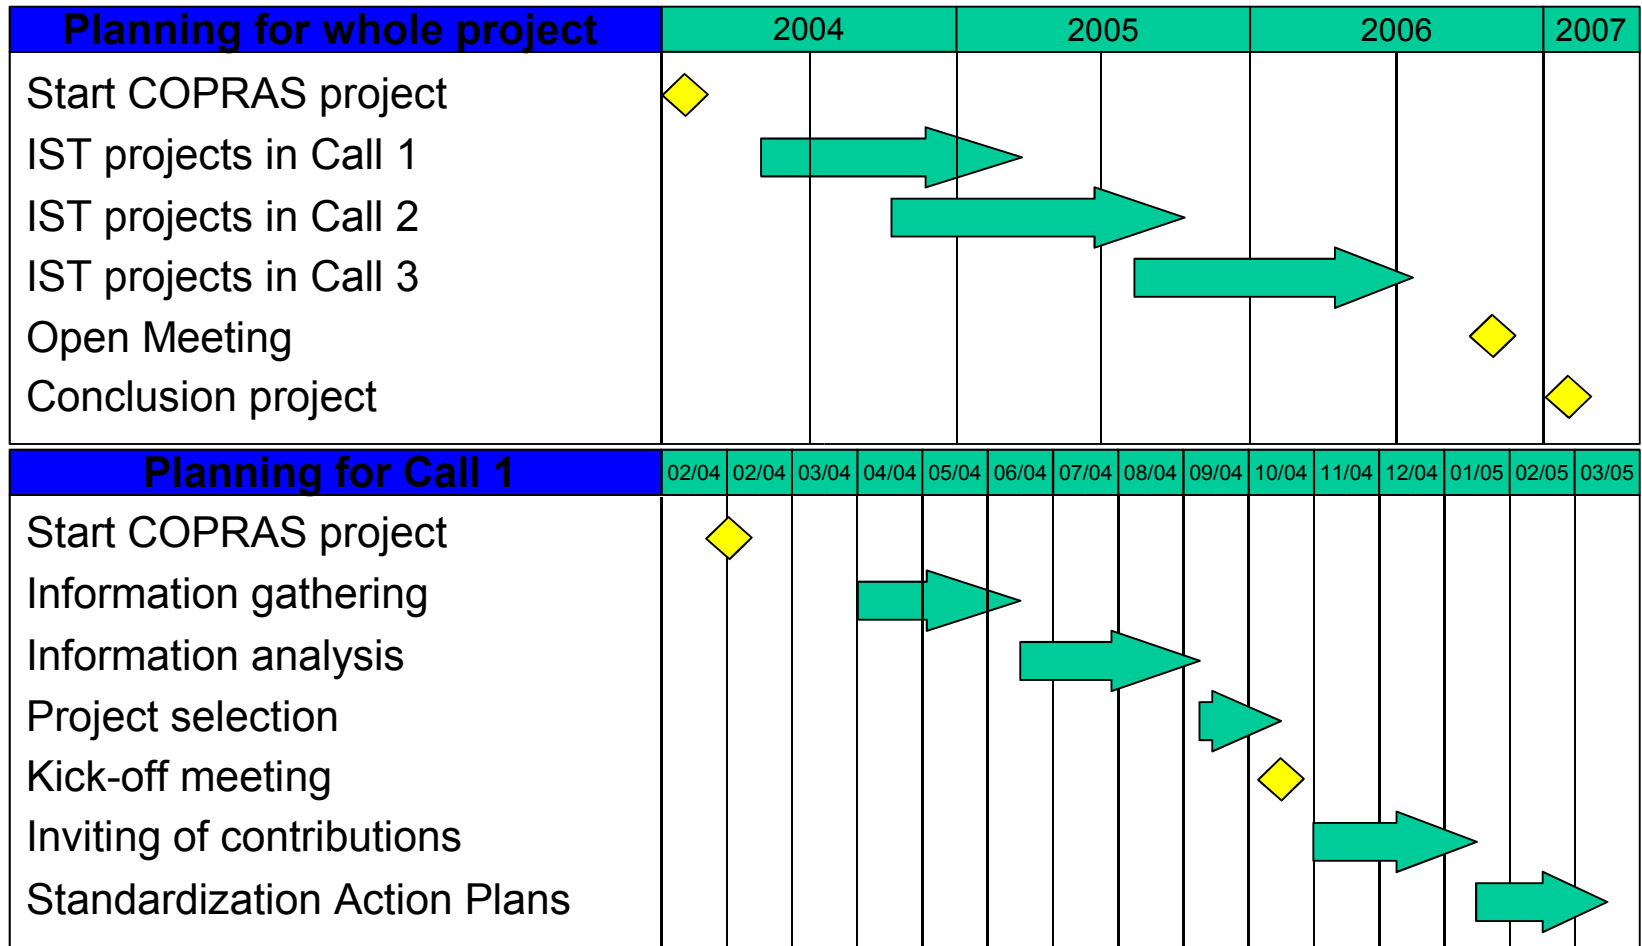 Planning for whole project 2004 2005 2006 2007
Start COPRAS project
IST projects in Call 1
IST projects in Call 2
IST projects in Call 3
Open Meeting
Conclusion project
Planning for Call 1 02/04 02/04 03/04 04/04 05/04 06/04 07/04 08/04 09/04 10/04 11/04 12/04 01/05 02/05 03/05
Start COPRAS project
Information gathering
Information analysis
Project selection
Kick-off meeting
Inviting of contributions
Standardization Action Plans